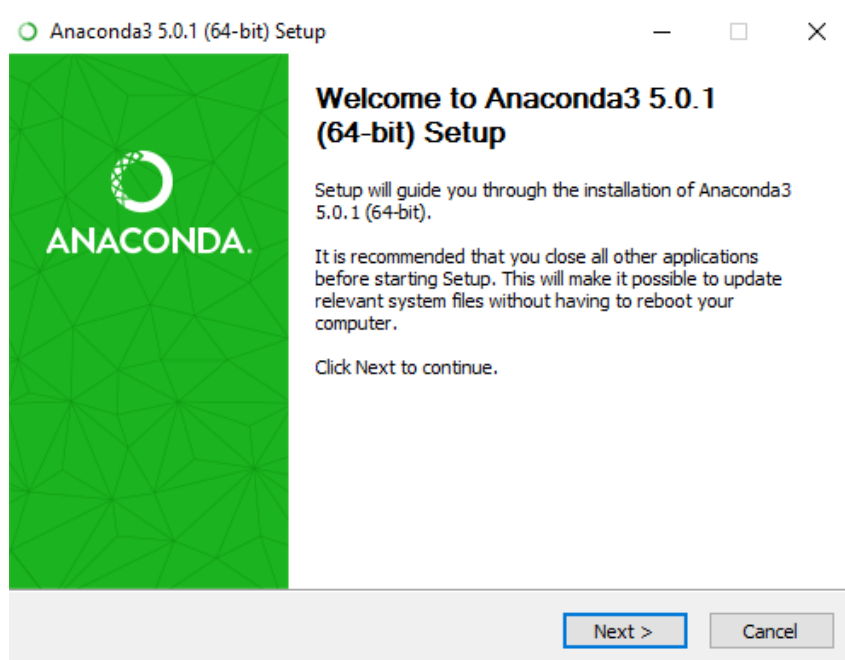 Anaconda3 5.0.1 (64-bit) Setup
Welcome to Anaconda3 5.0.1
(64-bit) Setup
ANACONDA.
Setup will guide you through the installation of Anaconda3
5.0.1 (64-bit).
It is recommended that you close all other applications
before starting Setup. This will make it possible to update
relevant system files without having to reboot your
computer.
Click Next to continue.
Next >
Cancel